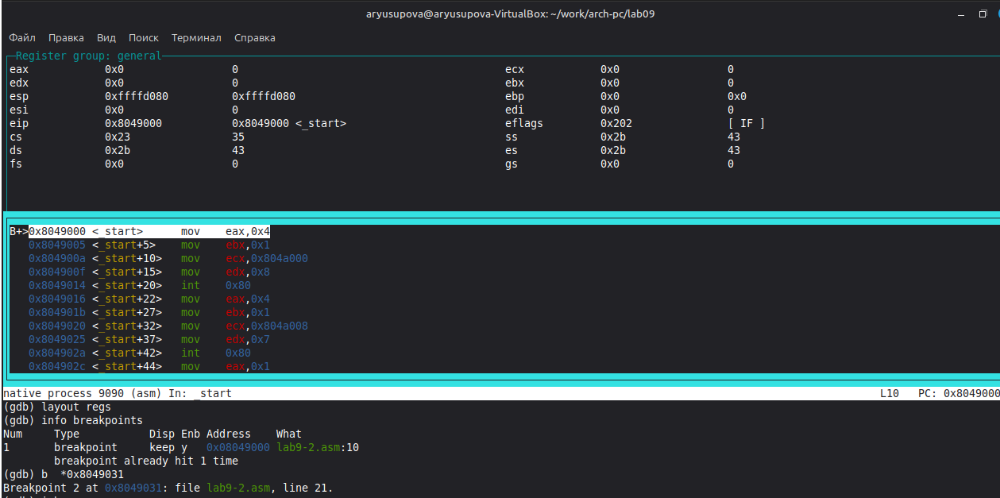 aryusupova@aryusupova-VirtualBox: ~/work/arch-pc/lab09
Файл Правка Вид Поиск Терминал Справка
Register group: general
eax 0x0 0 ecx 0x0 0
edx 0x0 0 ebx 0x0 0
esp 0xffffd080 0xffffd080 ebp 0x0 0x0
esi 0x0 0 edi 0x0 0
eip 0x8049000 0x8049000 <_start> eflags 0x202 [ IF ]
cs 0x23 35 ss 0x2b 43
ds 0x2b 43 es 0x2b 43
fs 0x0 0 gs 0x0 0
B+>0x8049000 <_start> mov eax,0x4
0x8049005 <_start+5> mov ebx,0x1
0x804900a <_start+10> mov ecx,0x804a000
0x804900f <_start+15> mov edx,0x8
0x8049014 <_start+20> int 0x80
0x8049016 <_start+22> mov eax,0x4
0x804901b <_start+27> mov ebx,0x1
0x8049020 <_start+32> mov ecx,0x804a008
0x8049025 <_start+37> mov edx,0x7
0x804902a <_start+42> int 0x80
0x804902c <_start+44> mov eax,0x1
native process 9090 (asm) In: _start L10 PC: 0x8049000
(gdb) layout regs
(gdb) info breakpoints
Num Type Disp Enb Address What
1 breakpoint keep y 0x08049000 lab9-2.asm:10
breakpoint already hit 1 time
(gdb) b *0x8049031
Breakpoint 2 at 0x8049031: file lab9-2.asm, line 21.